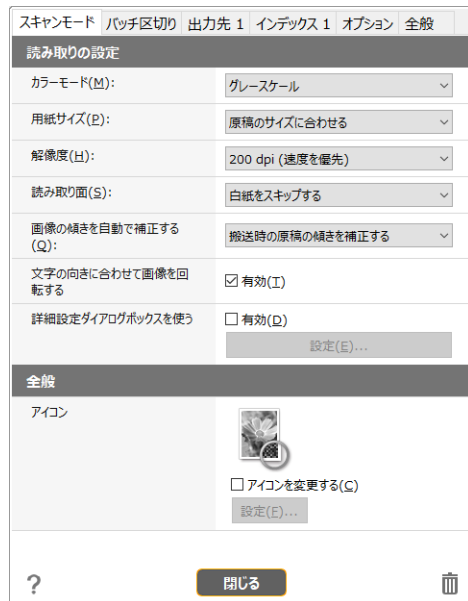 スキャンモード バッチ区切り 出力先 1 インデックス 1 オプション 全般
読み取りの設定
カラーモード(M): グレースケール
用紙サイズ(P): 原稿のサイズに合わせる
解像度(H): 200 dpi (速度を優先)
読み取り面(S): 白紙をスキップする
画像の傾きを自動で補正する
(Q): 搬送時の原稿の傾きを補正する
文字の向きに合わせて画像を回
転する 有効(T)
詳細設定ダイアログボックスを使う 有効(D)
設定(E)...
全般
アイコン
アイコンを変更する(C)
設定(F)...
? 閉じる